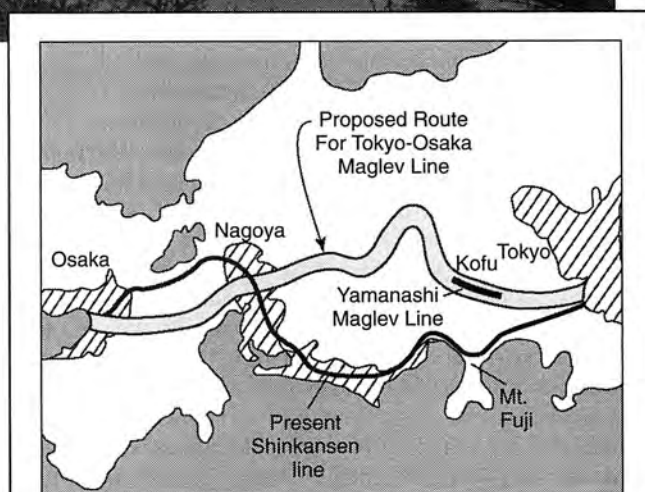 Proposed Route
For Tokyo-Osaka
Maglev Line
Nagoya
Osaka
Kofu
Tokyo
Yamanashi
Maglev Line
Mt.
Fuji
Present
Shinkansen
line